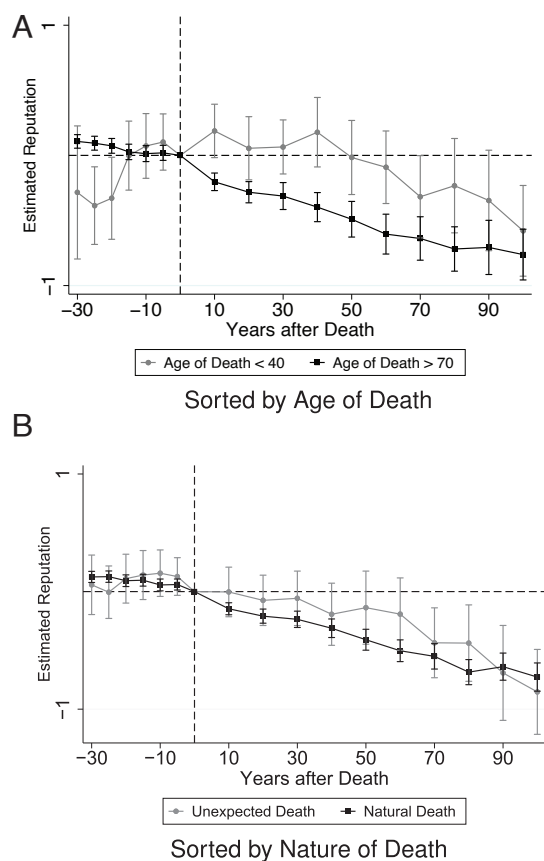 A
1
Estimated Reputation
−1
−30 −10 10 30 50 70 90
Years after Death
Age of Death < 40 Age of Death > 70
Sorted by Age of Death
B
1
Estimated Reputation
−1
−30 −10 10 30 50 70 90
Years after Death
Unexpected Death Natural Death
Sorted by Nature of Death